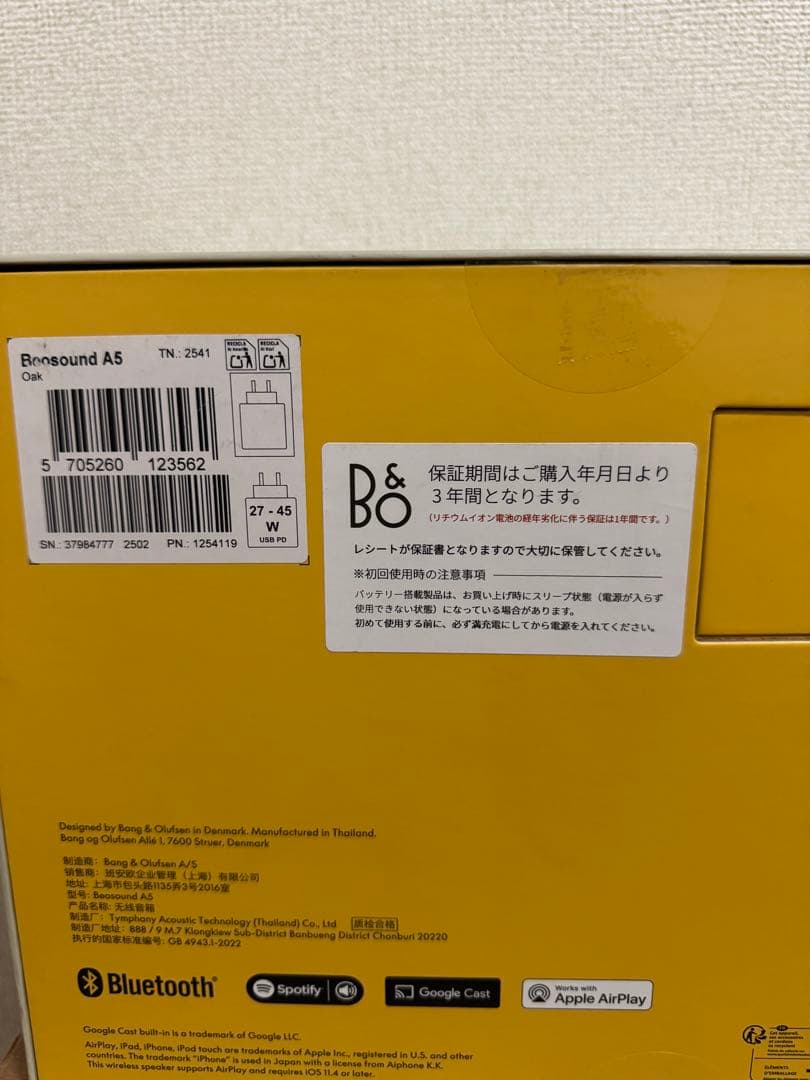 Beosound A5
Oak
TN.: 2541
5 705260 123562
SN.: 37984777 2502 PN.: 1254119
27 - 45
W
USB PD
B&O
保証期間はご購入年月日より
３年間となります。
（リチウムイオン電池の経年劣化に伴う保証は1年間です。）
レシートが保証書となりますので大切に保管してください。
※初回使用時の注意事項
バッテリー搭載製品は、お買い上げ時にスリープ状態（電源が入らず
使用できない状態）になっている場合があります。
初めて使用する前に、必ず満充電にしてから電源を入れてください。
Designed by Bang & Olufsen in Denmark. Manufactured in Thailand.
Bang og Olufsen Allé 1, 7600 Struer, Denmark
制造商: Bang & Olufsen A/S
销售商: 班安欧企业管理（上海）有限公司
地址: 上海市包头路1135弄3号2016室
型号: Beosound A5
产品名称: 无线音箱
制造厂: Tymphany Acoustic Technology (Thailand) Co., Ltd 质检合格
制造厂地址: 888 / 9 M.7 Klongkiew Sub-District Banbueng District Chonburi 20220
执行的国家标准编号: GB 4943.1-2022
Bluetooth®
Spotify
Google Cast
Works with
Apple AirPlay
Google Cast built-in is a trademark of Google LLC.
AirPlay, iPad, iPhone, iPod touch are trademarks of Apple Inc., registered in U.S. and other
countries. The trademark "iPhone" is used in Japan with a license from Aiphone K.K.
This wireless speaker supports AirPlay and requires iOS 11.4 or later.
FR
Cet appareil,
ses accessoires
et cordons
se recyclent
ÉLÉMENTS
D'EMBALLAGE